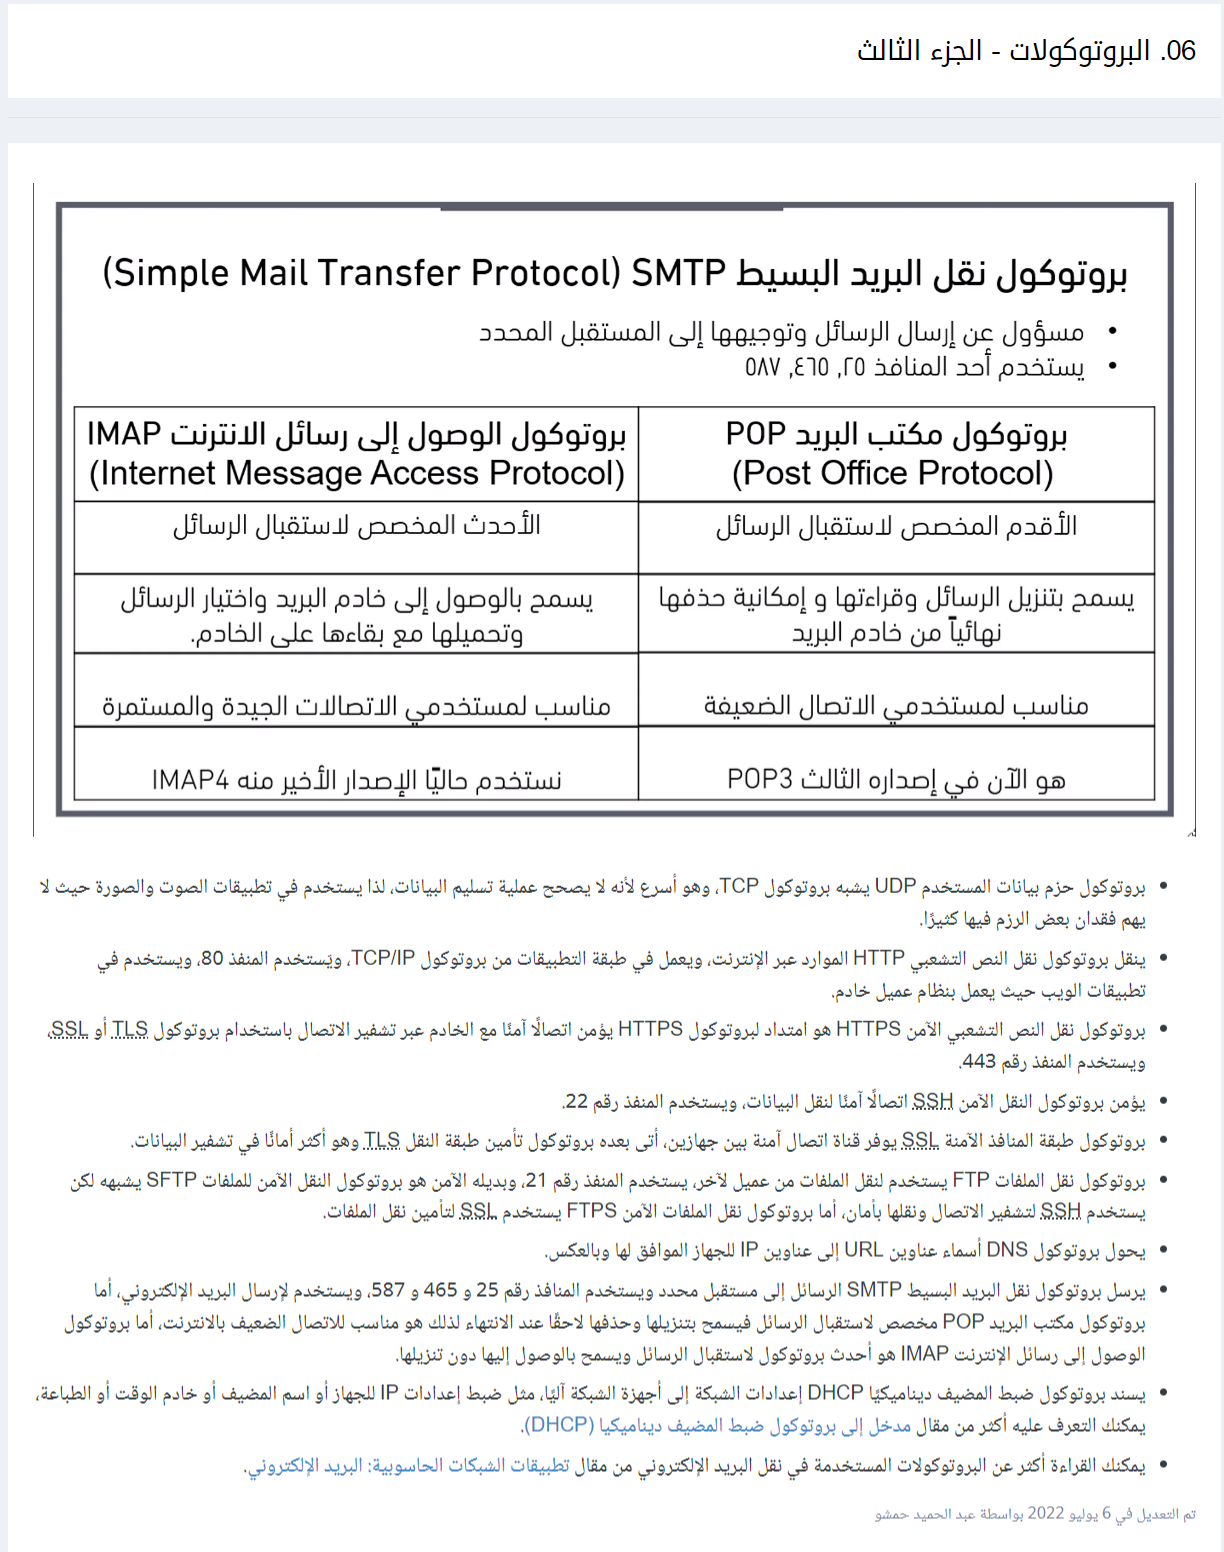 06. البروتوكولات - الجزء الثالث
بروتوكول نقل البريد البسيط SMTP (Simple Mail Transfer Protocol)
• مسؤول عن إرسال الرسائل وتوجيهها إلى المستقبل المحدد
• يستخدم أحد المنافذ ٢٥, ٤٦٥, ٥٨٧
بروتوكول مكتب البريد POP
(Post Office Protocol)
بروتوكول الوصول إلى رسائل الانترنت IMAP
(Internet Message Access Protocol)
الأقدم المخصص لاستقبال الرسائل
الأحدث المخصص لاستقبال الرسائل
يسمح بتنزيل الرسائل وقراءتها و إمكانية حذفها
نهائياً من خادم البريد
يسمح بالوصول إلى خادم البريد واختيار الرسائل
وتحميلها مع بقاءها على الخادم.
مناسب لمستخدمي الاتصال الضعيفة
مناسب لمستخدمي الاتصالات الجيدة والمستمرة
هو الآن في إصداره الثالث POP3
نستخدم حاليًا الإصدار الأخير منه IMAP4
• بروتوكول حزم بيانات المستخدم UDP يشبه بروتوكول TCP، وهو أسرع لأنه لا يصحح عملية تسليم البيانات، لذا يستخدم في تطبيقات الصوت والصورة حيث لا
يهم فقدان بعض الرزم فيها كثيرًا.
• ينقل بروتوكول نقل النص التشعبي HTTP الموارد عبر الإنترنت، ويعمل في طبقة التطبيقات من بروتوكول TCP/IP، ويَستخدم المنفذ 80، ويستخدم في
تطبيقات الويب حيث يعمل بنظام عميل خادم.
• بروتوكول نقل النص التشعبي الآمن HTTPS هو امتداد لبروتوكول HTTPS يؤمن اتصالًا آمنًا مع الخادم عبر تشفير الاتصال باستخدام بروتوكول TLS أو SSL،
ويستخدم المنفذ رقم 443.
• يؤمن بروتوكول النقل الآمن SSH اتصالًا آمنًا لنقل البيانات، ويستخدم المنفذ رقم 22.
• بروتوكول طبقة المنافذ الآمنة SSL يوفر قناة اتصال آمنة بين جهازين، أتى بعده بروتوكول تأمين طبقة النقل TLS وهو أكثر أمانًا في تشفير البيانات.
• بروتوكول نقل الملفات FTP يستخدم لنقل الملفات من عميل لآخر، يستخدم المنفذ رقم 21، وبديله الآمن هو بروتوكول النقل الآمن للملفات SFTP يشبهه لكن
يستخدم SSH لتشفير الاتصال ونقلها بأمان، أما بروتوكول نقل الملفات الآمن FTPS يستخدم SSL لتأمين نقل الملفات.
• يحول بروتوكول DNS أسماء عناوين URL إلى عناوين IP للجهاز الموافق لها وبالعكس.
• يرسل بروتوكول نقل البريد البسيط SMTP الرسائل إلى مستقبل محدد ويستخدم المنافذ رقم 25 و 465 و 587، ويستخدم لإرسال البريد الإلكتروني، أما
بروتوكول مكتب البريد POP مخصص لاستقبال الرسائل فيسمح بتنزيلها وحذفها لاحقًا عند الانتهاء لذلك هو مناسب للاتصال الضعيف بالانترنت، أما بروتوكول
الوصول إلى رسائل الإنترنت IMAP هو أحدث بروتوكول لاستقبال الرسائل ويسمح بالوصول إليها دون تنزيلها.
• يسند بروتوكول ضبط المضيف ديناميكيًا DHCP إعدادات الشبكة إلى أجهزة الشبكة آليًا، مثل ضبط إعدادات IP للجهاز أو اسم المضيف أو خادم الوقت أو الطباعة،
يمكنك التعرف عليه أكثر من مقال مدخل إلى بروتوكول ضبط المضيف ديناميكيا (DHCP).
• يمكنك القراءة أكثر عن البروتوكولات المستخدمة في نقل البريد الإلكتروني من مقال تطبيقات الشبكات الحاسوبية: البريد الإلكتروني.
تم التعديل في 6 يوليو 2022 بواسطة عبد الحميد حمشو